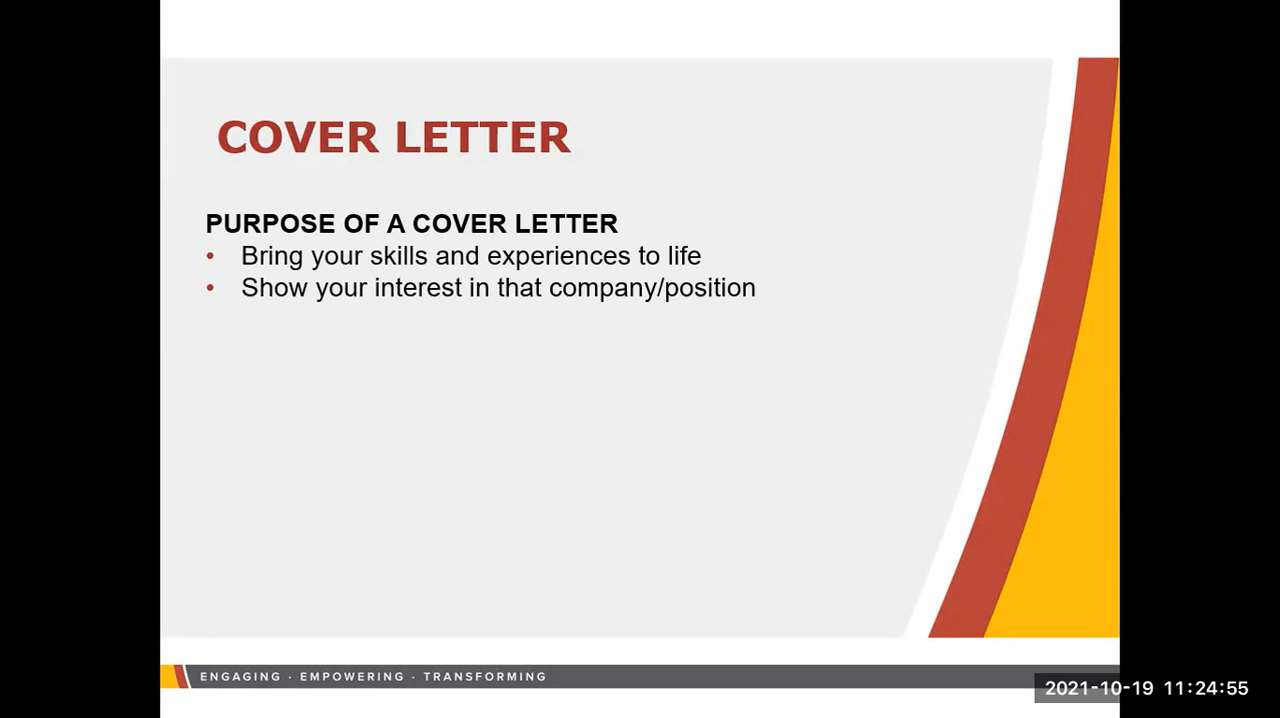 COVER LETTER
PURPOSE OF A COVER LETTER
• Bring your skills and experiences to life
• Show your interest in that company/position
ENGAGING · EMPOWERING · TRANSFORMING
2021-10-19 11:24:55